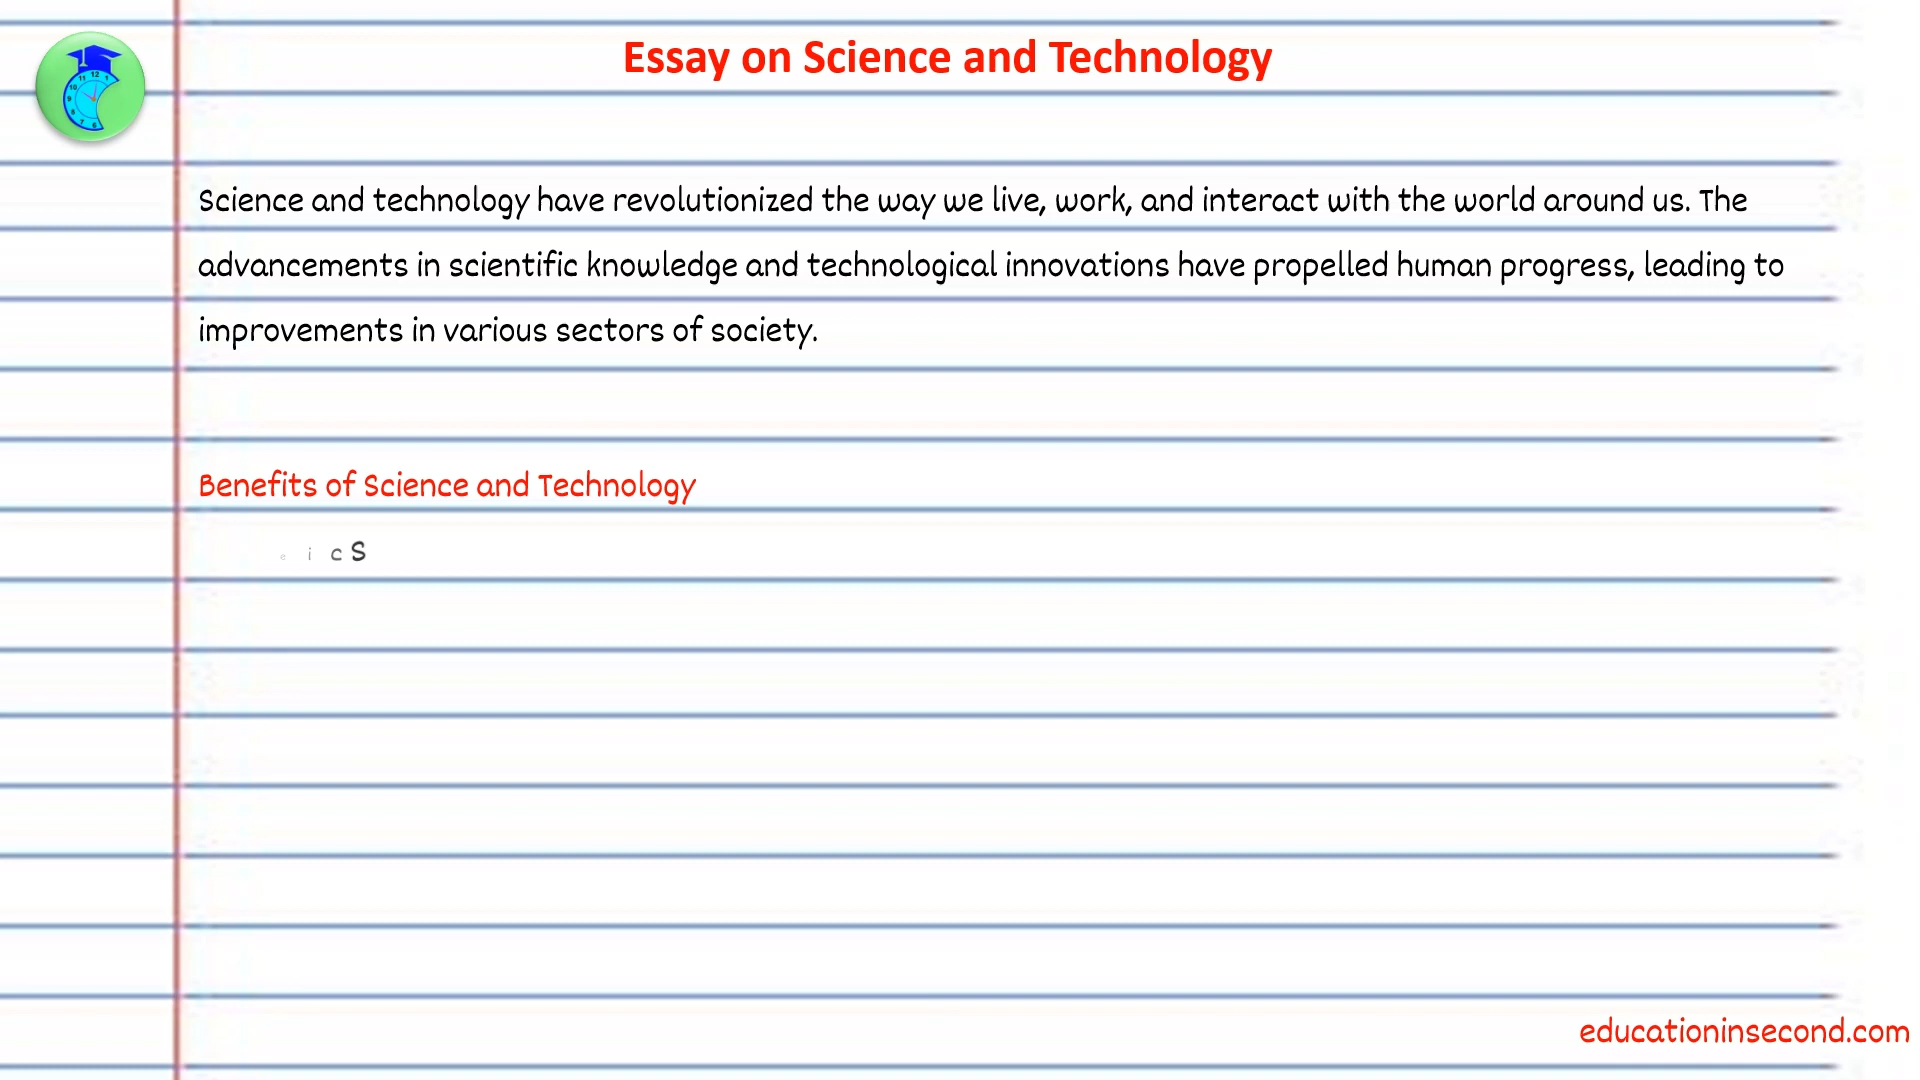 Essay on Science and Technology
Science and technology have revolutionized the way we live, work, and interact with the world around us. The
advancements in scientific knowledge and technological innovations have propelled human progress, leading to
improvements in various sectors of society.
Benefits of Science and Technology
e i c S
educationinsecond.com